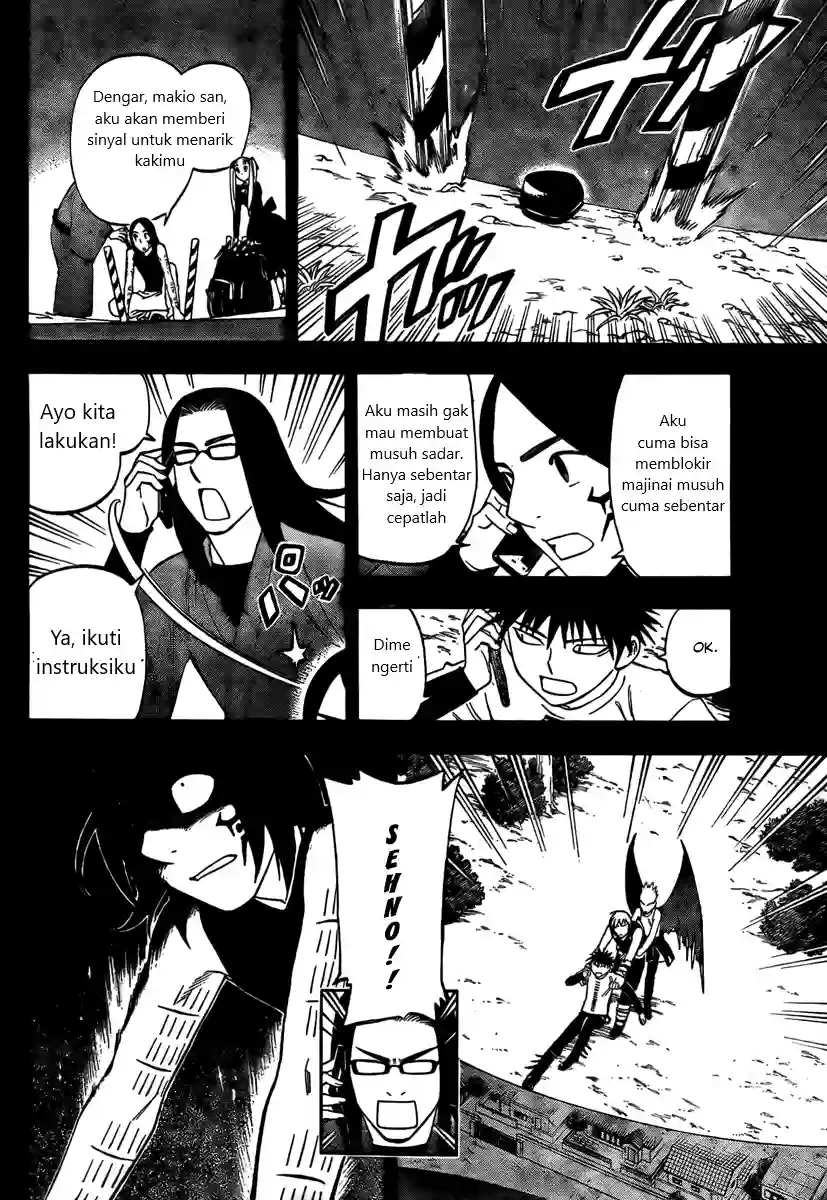 Dengar, makio san,
aku akan memberi
sinyal untuk menarik
kakimu
Ayo kita
lakukan!
Aku masih gak
mau membuat
musuh sadar.
Hanya sebentar
saja, jadi
cepatlah
Aku
cuma bisa
memblokir
majinai musuh
cuma sebentar
Ya, ikuti
instruksiku
Dime
ngerti
OK.
SEHNO!!